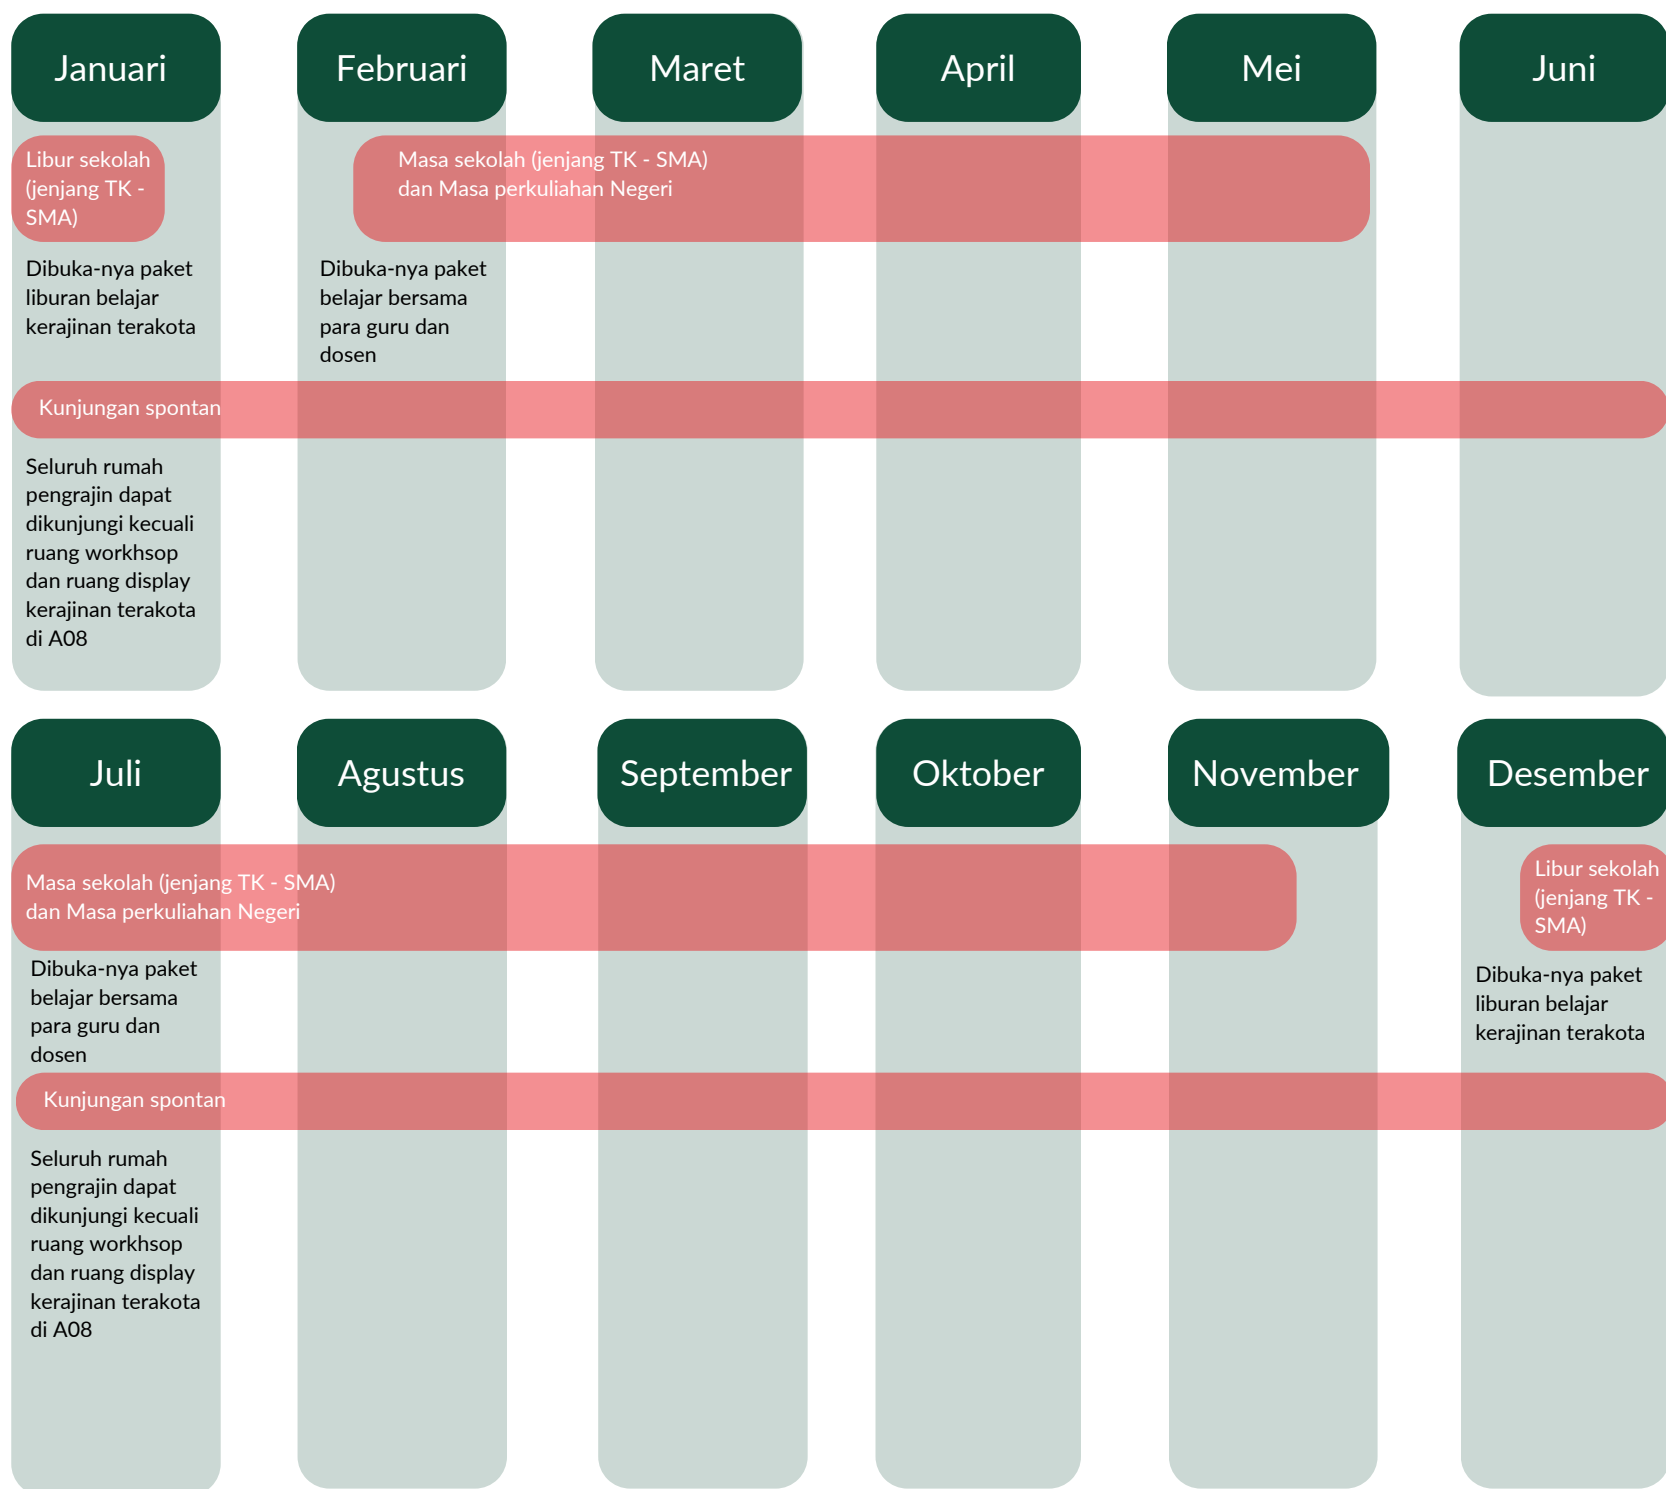 Januari
Februari
Maret
April
Mei
Juni
Libur sekolah
(jenjang TK -
SMA)
Masa sekolah (jenjang TK - SMA)
dan Masa perkuliahan Negeri
Dibuka-nya paket
liburan belajar
kerajinan terakota
Dibuka-nya paket
belajar bersama
para guru dan
dosen
Kunjungan spontan
Seluruh rumah
pengrajin dapat
dikunjungi kecuali
ruang workhsop
dan ruang display
kerajinan terakota
di A08
Juli
Agustus
September
Oktober
November
Desember
Masa sekolah (jenjang TK - SMA)
dan Masa perkuliahan Negeri
Libur sekolah
(jenjang TK -
SMA)
Dibuka-nya paket
belajar bersama
para guru dan
dosen
Dibuka-nya paket
liburan belajar
kerajinan terakota
Kunjungan spontan
Seluruh rumah
pengrajin dapat
dikunjungi kecuali
ruang workhsop
dan ruang display
kerajinan terakota
di A08